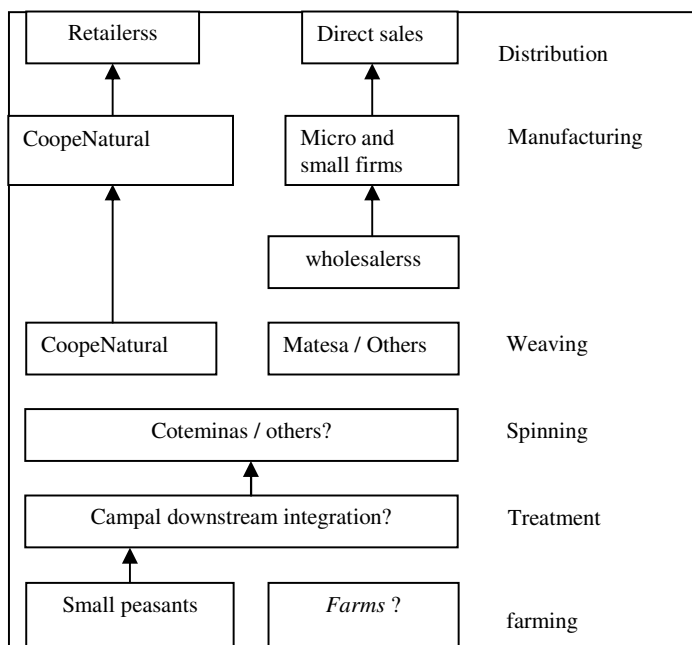 Retailerss
Direct sales
Distribution
CoopeNatural
Micro and
small firms
Manufacturing
wholesalerss
CoopeNatural
Matesa / Others
Weaving
Coteminas / others?
Spinning
Campal downstream integration?
Treatment
Small peasants
Farms ?
farming